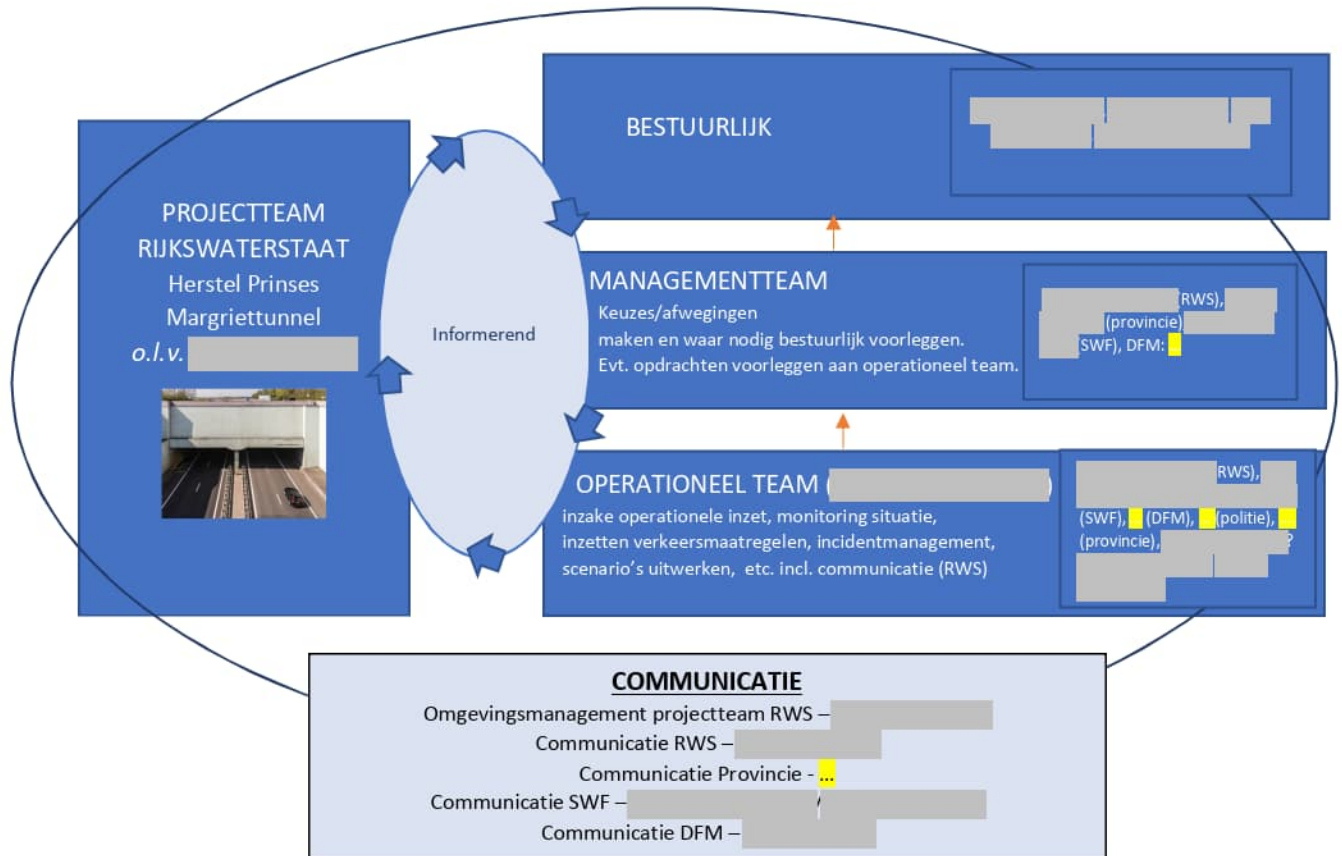 BESTUURLIJK
PROJECTTEAM
RIJKSWATERSTAAT
Herstel Prinses
Margriettunnel
o.l.v.
Informerend
MANAGEMENTTEAM
Keuzes/afwegingen
maken en waar nodig bestuurlijk voorleggen.
Evt. opdrachten voorleggen aan operationeel team.
(RWS),
(provincie)
SWF), DFM: ...
OPERATIONEEL TEAM ( )
inzake operationele inzet, monitoring situatie,
inzetten verkeersmaatregelen, incidentmanagement,
scenario's uitwerken, etc. incl. communicatie (RWS)
RWS),
(SWF), ... (DFM), ... (politie), ...
(provincie), ?
COMMUNICATIE
Omgevingsmanagement projectteam RWS –
Communicatie RWS –
Communicatie Provincie - ...
Communicatie SWF – /
Communicatie DFM –